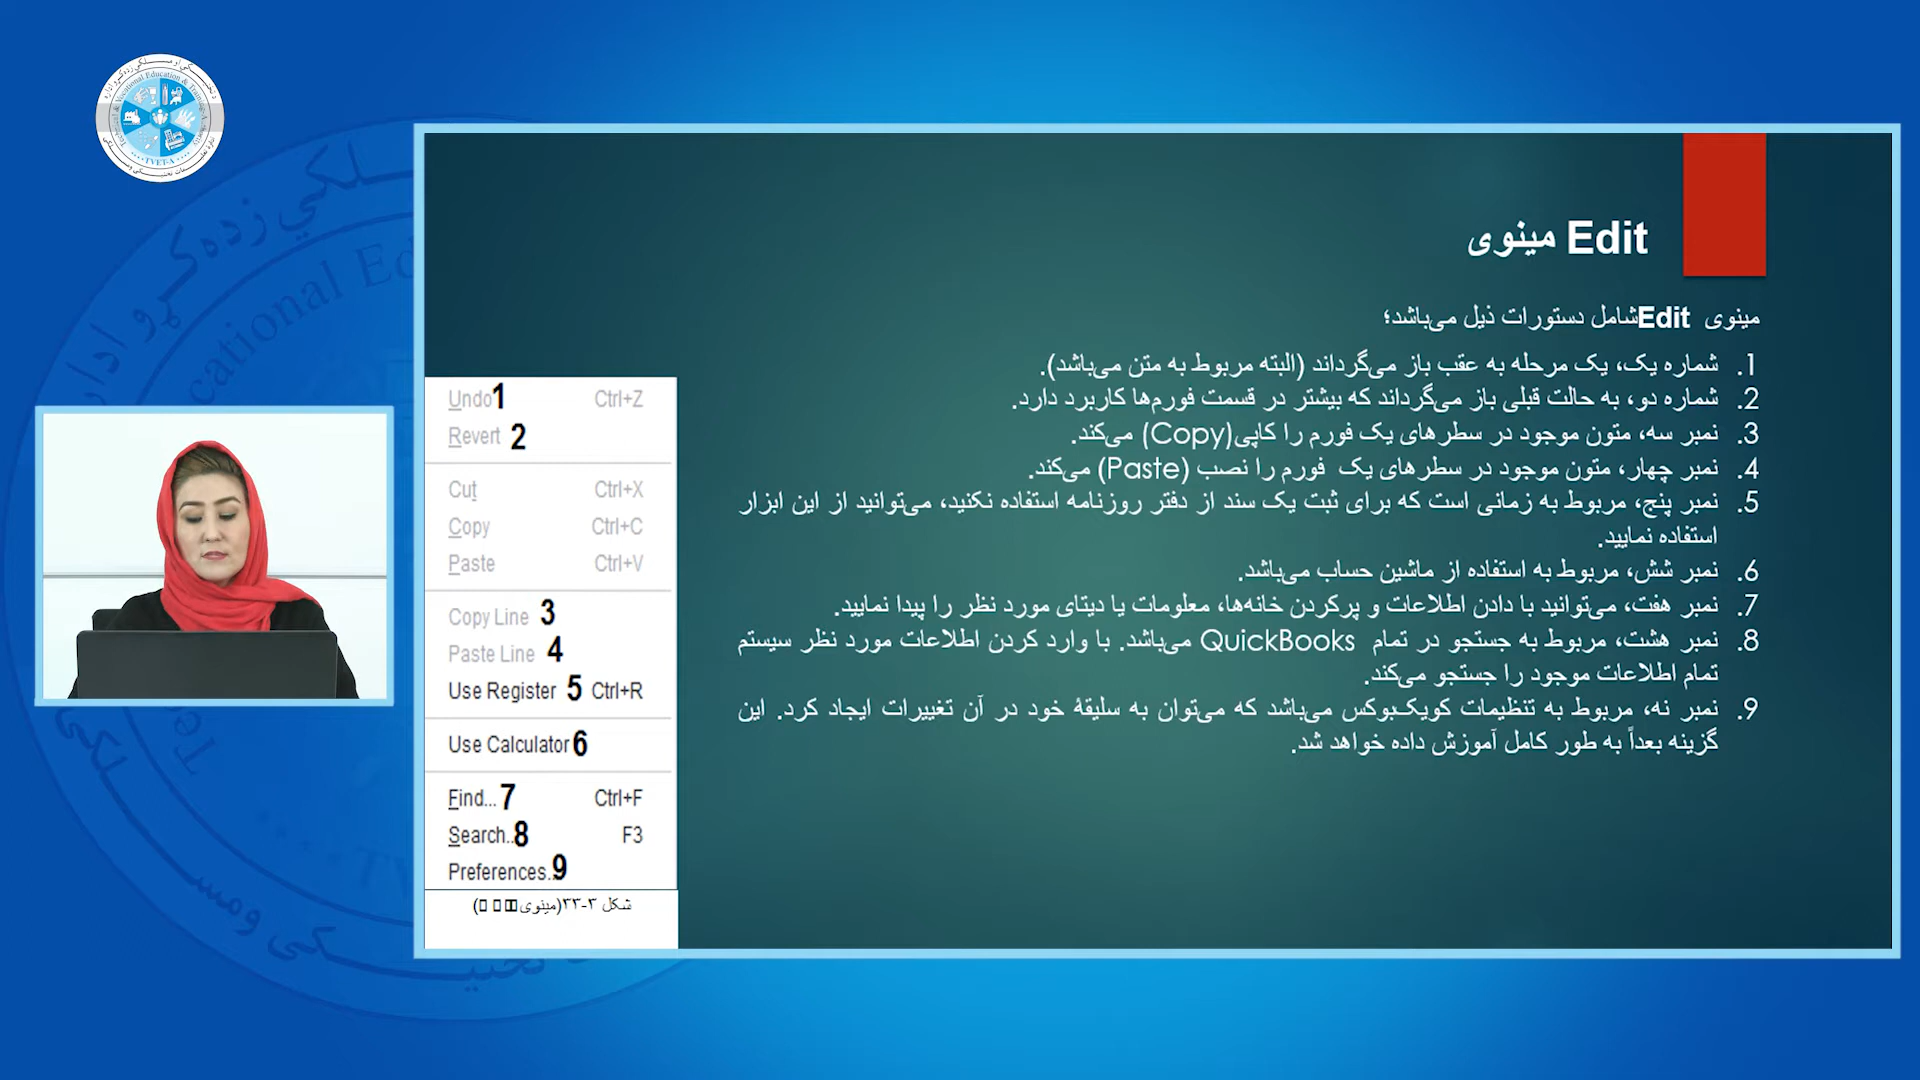 Technical & Vocational Education & Training
TVET-A
مینوی Edit
مینوی Edit شامل دستورات ذیل می‌باشد؛
1. شماره یک، یک مرحله به عقب باز می‌گرداند (البته مربوط به متن می‌باشد).
2. شماره دو، به حالت قبلی باز می‌گرداند که بیشتر در قسمت فورم‌ها کاربرد دارد.
3. نمبر سه، متون موجود در سطرهای یک فورم را کاپی(Copy) می‌کند.
4. نمبر چهار، متون موجود در سطرهای یک فورم را نصب (Paste) می‌کند.
5. نمبر پنج، مربوط به زمانی است که برای ثبت یک سند از دفتر روزنامه استفاده نکنید، می‌توانید از این ابزار
استفاده نمایید.
6. نمبر شش، مربوط به استفاده از ماشین حساب می‌باشد.
7. نمبر هفت، می‌توانید با دادن اطلاعات و پرکردن خانه‌ها، معلومات یا دیتای مورد نظر را پیدا نمایید.
8. نمبر هشت، مربوط به جستجو در تمام QuickBooks می‌باشد. با وارد کردن اطلاعات مورد نظر سیستم
تمام اطلاعات موجود را جستجو می‌کند.
9. نمبر نه، مربوط به تنظیمات کویک‌بوکس می‌باشد که می‌توان به سلیقۀ خود در آن تغییرات ایجاد کرد. این
گزینه بعداً به طور کامل آموزش داده خواهد شد.
Undo 1 Ctrl+Z
Revert 2
Cut Ctrl+X
Copy Ctrl+C
Paste Ctrl+V
Copy Line 3
Paste Line 4
Use Register 5 Ctrl+R
Use Calculator 6
Find... 7 Ctrl+F
Search.. 8 F3
Preferences.. 9
شکل ۳-۳۳(مینوی )